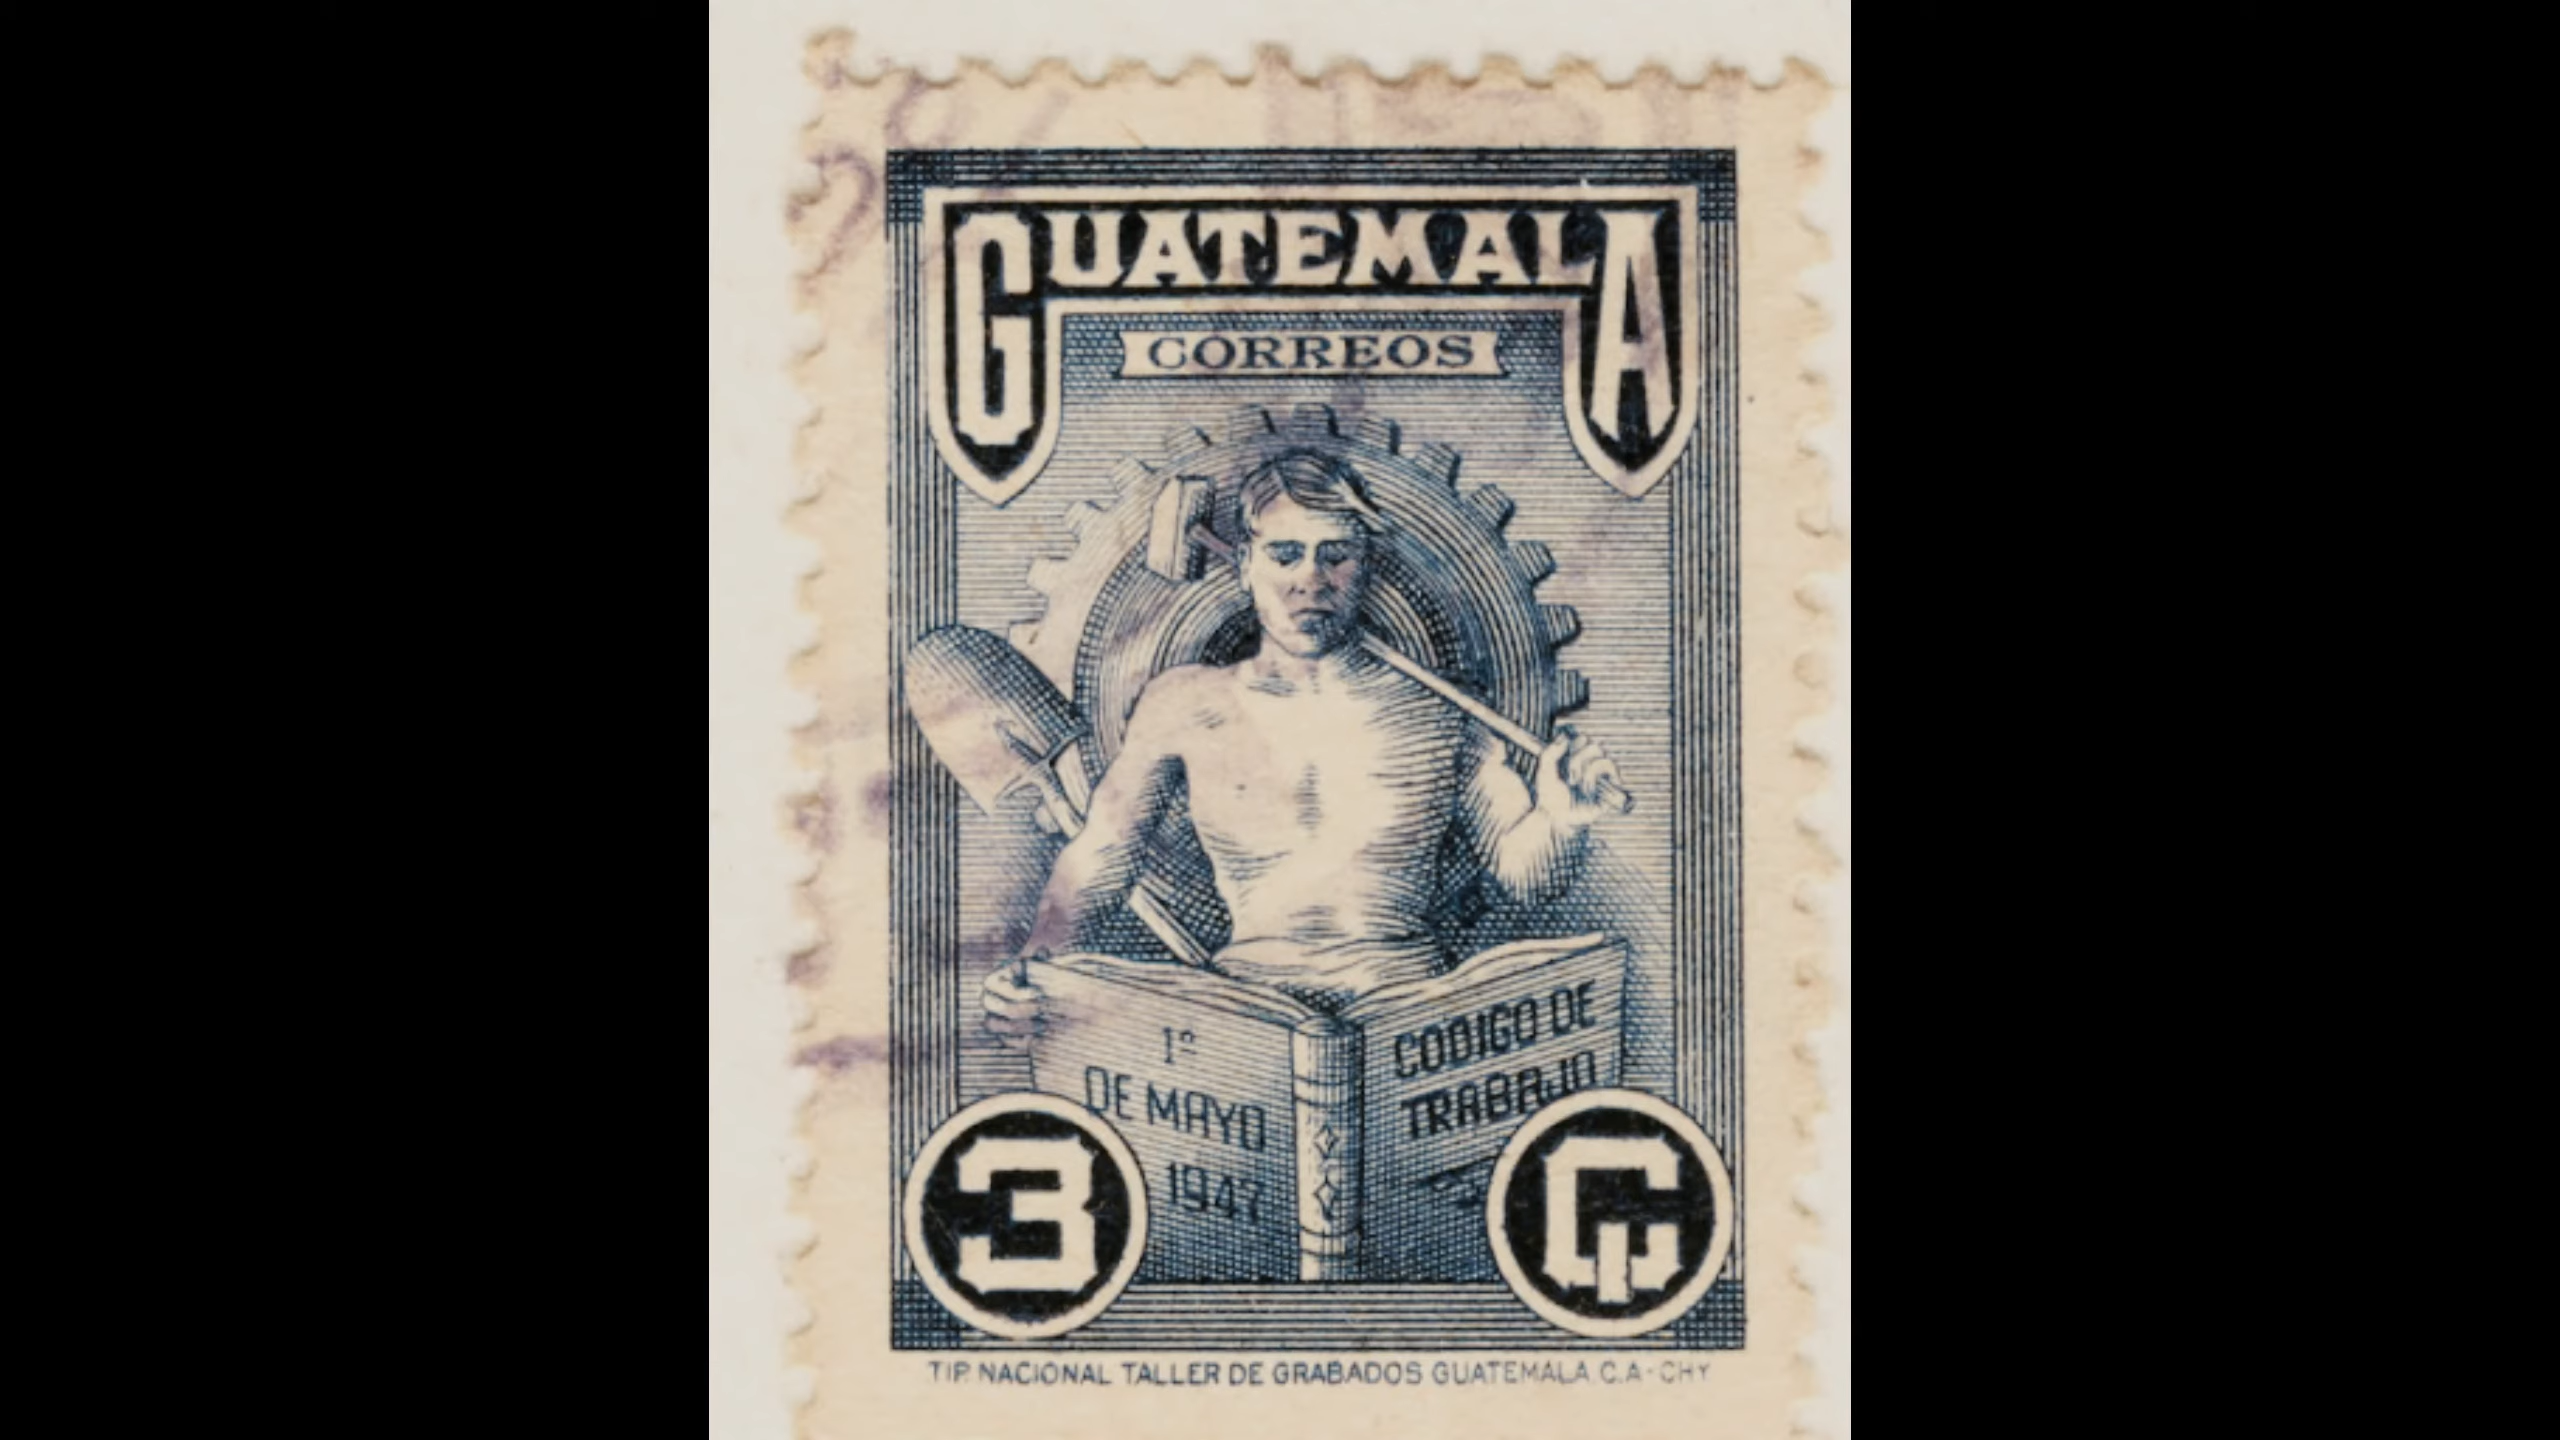 GUATEMALA
CORREOS
1º
DE MAYO
1947
CODIGO DE
TRABAJO
3
C
TIP. NACIONAL TALLER DE GRABADOS GUATEMALA C.A-CHY